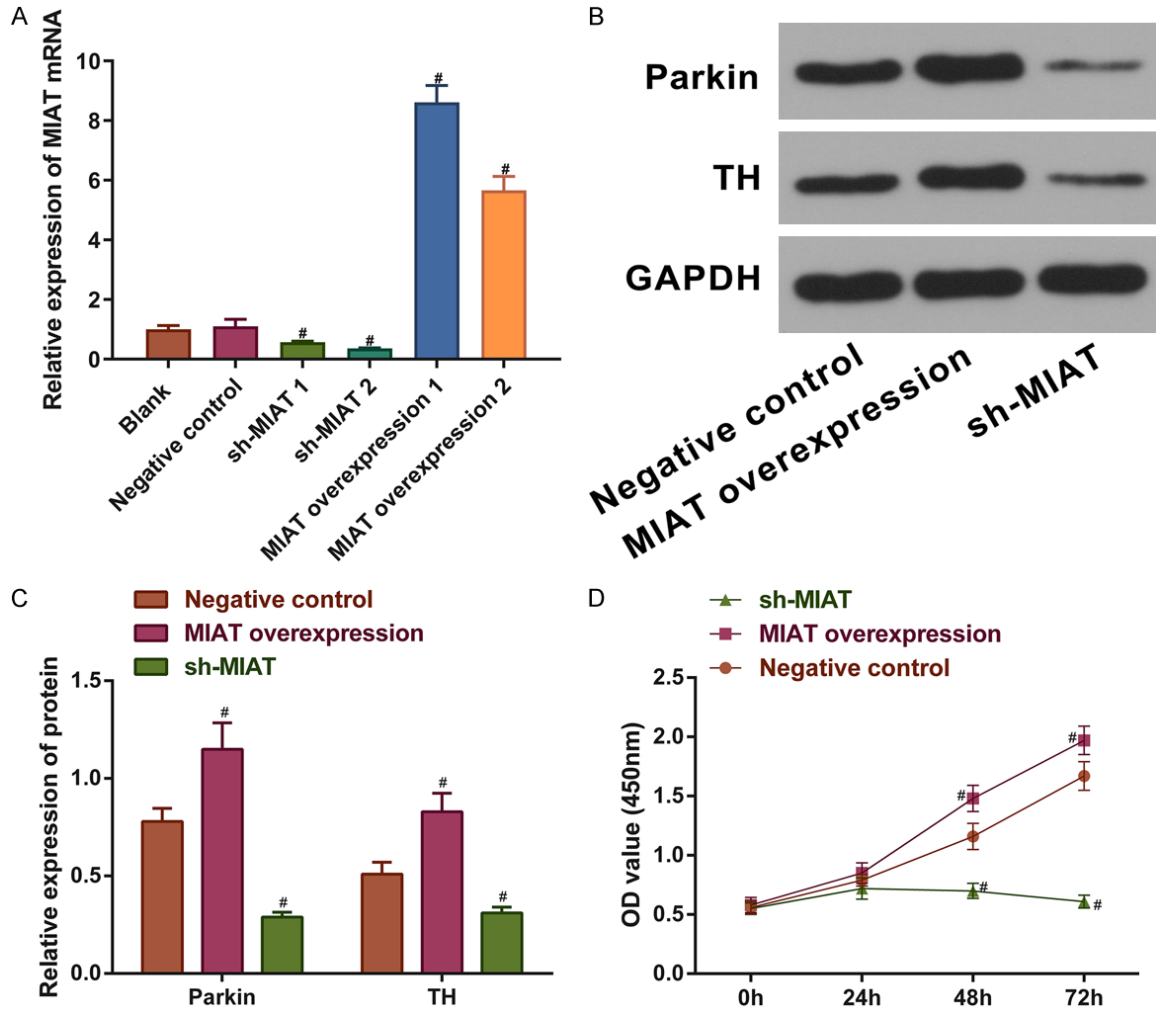 A
Relative expression of MIAT mRNA
10
8
6
4
2
0
#
#
#
#
Blank
Negative control
sh-MIAT 1
sh-MIAT 2
MIAT overexpression 1
MIAT overexpression 2
B
Parkin
TH
GAPDH
Negative control
MIAT overexpression
sh-MIAT
C
Negative control
MIAT overexpression
sh-MIAT
Relative expression of protein
1.5
1.0
0.5
0.0
#
#
#
#
Parkin
TH
D
sh-MIAT
MIAT overexpression
Negative control
OD value (450nm)
2.5
2.0
1.5
1.0
0.5
0.0
#
#
#
#
0h
24h
48h
72h